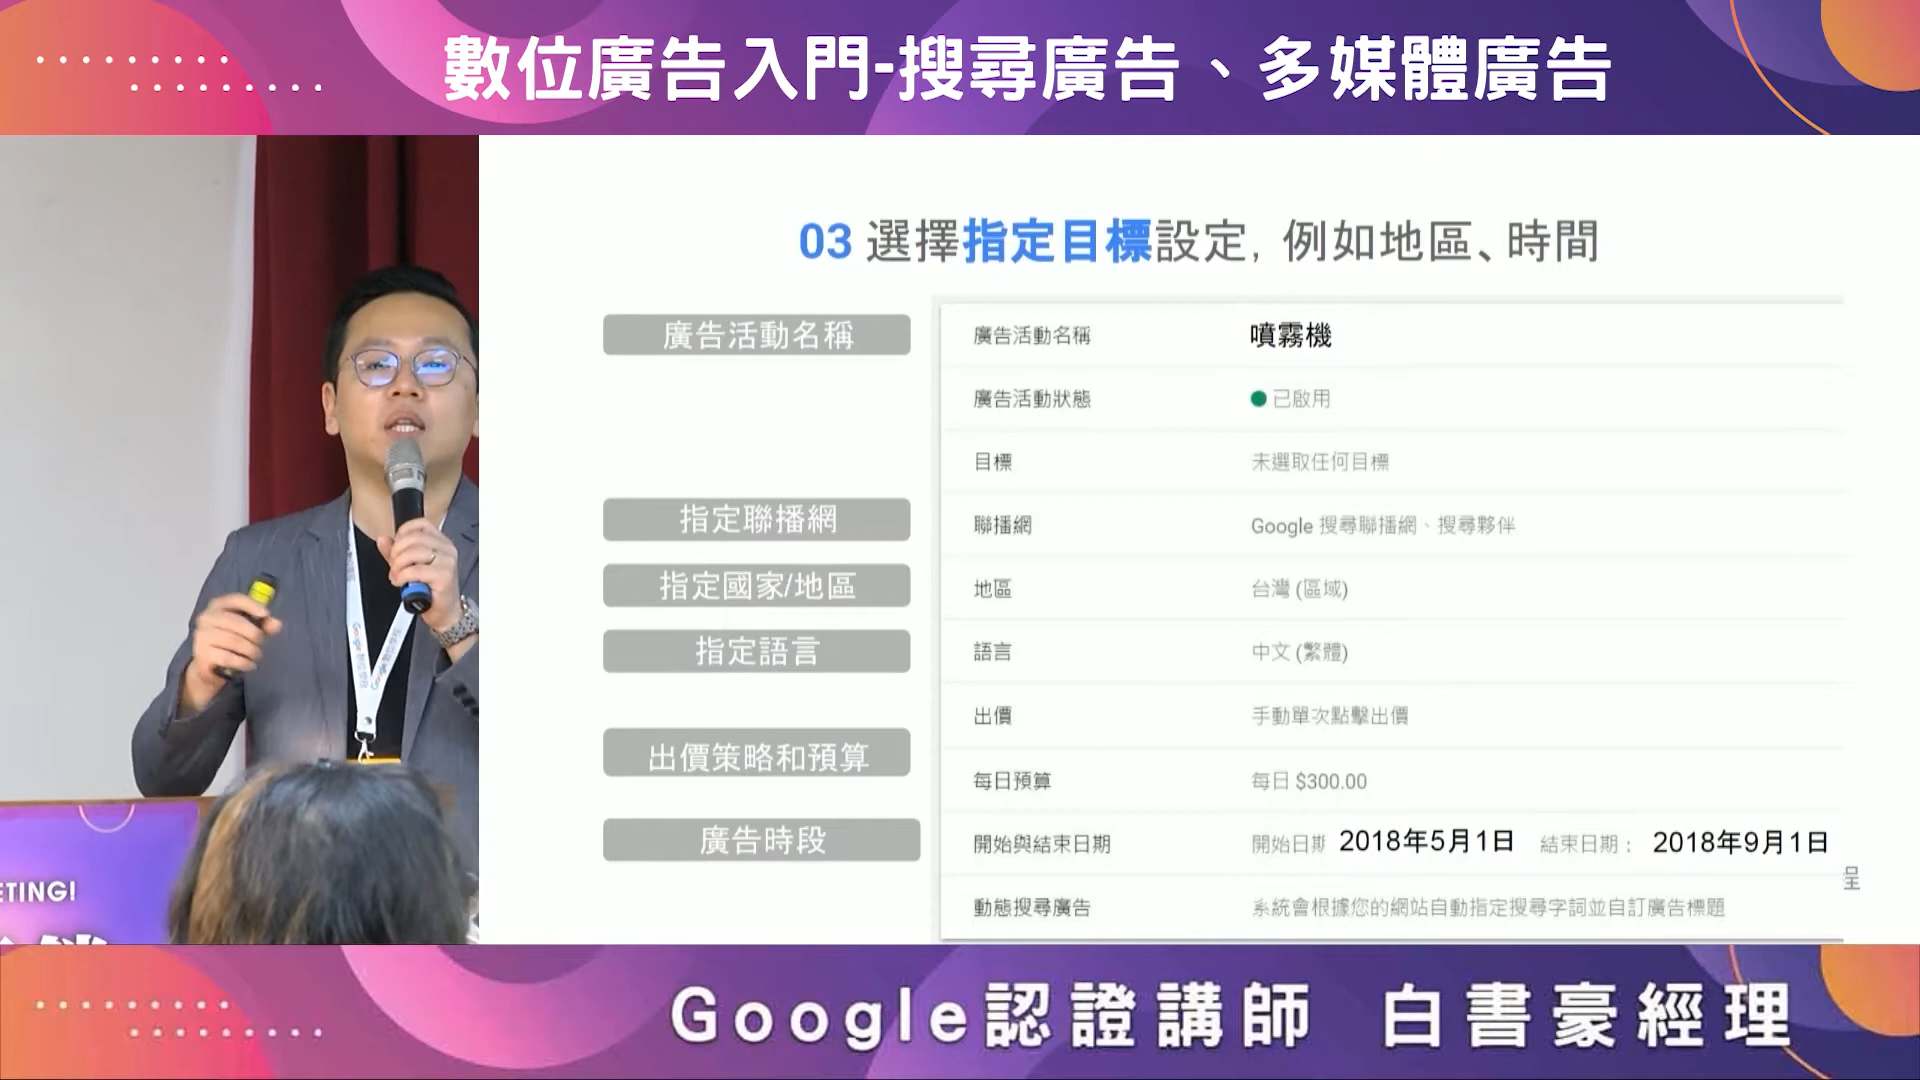 數位廣告入門-搜尋廣告、多媒體廣告
03 選擇指定目標設定, 例如地區、時間
廣告活動名稱
廣告活動名稱 噴霧機
廣告活動狀態 已啟用
目標 未選取任何目標
指定聯播網
聯播網 Google 搜尋聯播網、搜尋夥伴
指定國家/地區
地區 台灣 (區域)
指定語言
語言 中文 (繁體)
出價 手動單次點擊出價
出價策略和預算
每日預算 每日 $300.00
廣告時段
開始與結束日期 開始日期 2018年5月1日 結束日期： 2018年9月1日
呈
動態搜尋廣告 系統會根據您的網站自動指定搜尋字詞並自訂廣告標題
ETING!
Google認證講師 白書豪經理